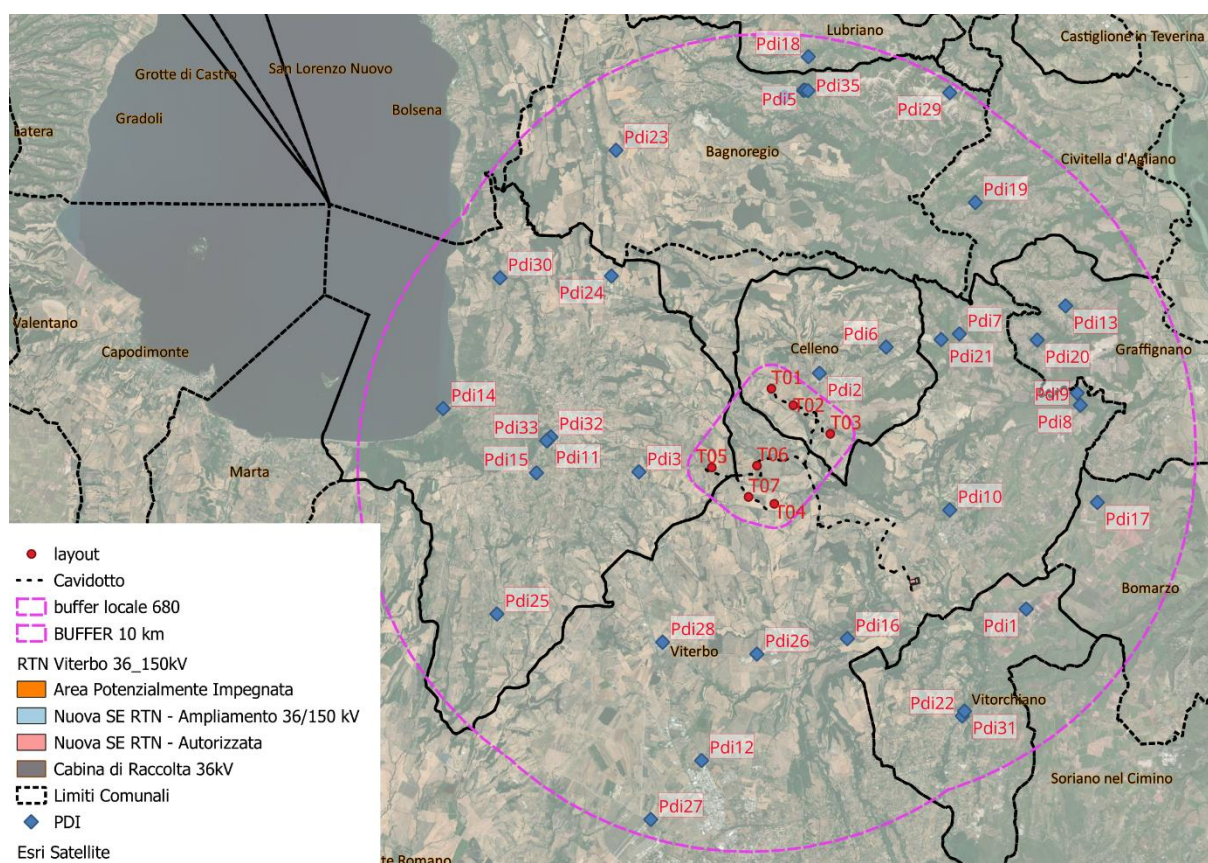 Lubriano
Castiglione in Teverina
Pdi18
Grotte di Castro
San Lorenzo Nuovo
Pdi5
Pdi35
Pdi29
Bolsena
Gradoli
Latera
Pdi23
Bagnoregio
Civitella d'Agliano
Pdi19
Pdi30
Pdi24
Valentano
Pdi7
Pdi13
Pdi6
Celleno
Pdi21
Pdi20
Graffignano
Capodimonte
T01
Pdi2
T02
Pdi9
Pdi14
Pdi8
T03
Pdi33
Pdi32
Marta
Pdi15
Pdi11
Pdi3
T05
T06
T07
T04
Pdi10
Pdi17
Bomarzo
Pdi25
Pdi1
Pdi28
Viterbo
Pdi26
Pdi16
Pdi22
Vitorchiano
Pdi31
Pdi12
Soriano nel Cimino
Pdi27
te Romano
layout
Cavidotto
buffer locale 680
BUFFER 10 km
RTN Viterbo 36_150kV
Area Potenzialmente Impegnata
Nuova SE RTN - Ampliamento 36/150 kV
Nuova SE RTN - Autorizzata
Cabina di Raccolta 36kV
Limiti Comunali
PDI
Esri Satellite